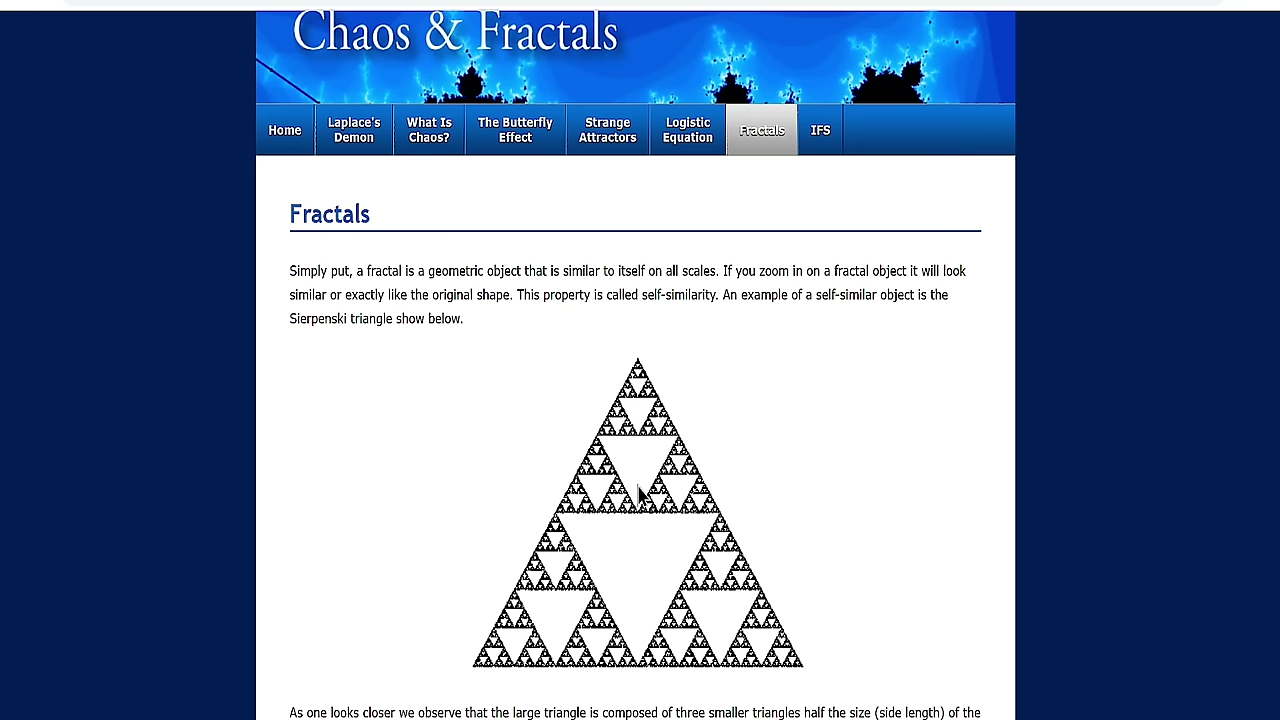 Chaos & Fractals
Home
Laplace's
Demon
What Is
Chaos?
The Butterfly
Effect
Strange
Attractors
Logistic
Equation
Fractals
IFS
Fractals
Simply put, a fractal is a geometric object that is similar to itself on all scales. If you zoom in on a fractal object it will look
similar or exactly like the original shape. This property is called self-similarity. An example of a self-similar object is the
Sierpenski triangle show below.
As one looks closer we observe that the large triangle is composed of three smaller triangles half the size (side length) of the